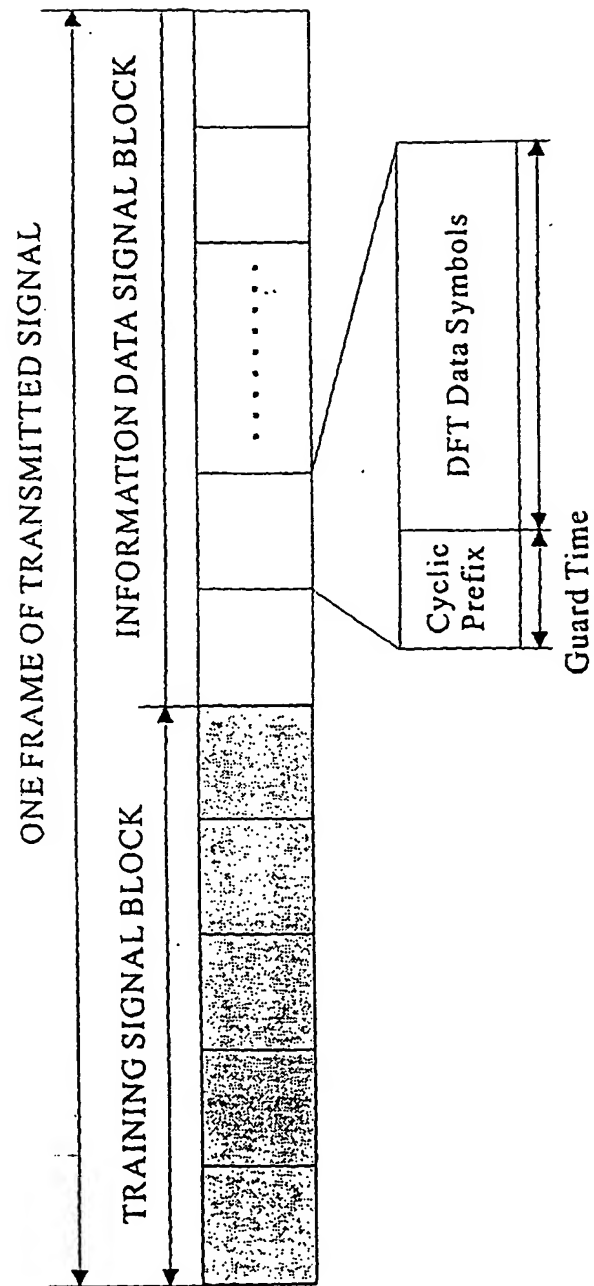 ONE FRAME OF TRANSMITTED SIGNAL
TRAINING SIGNAL BLOCK
INFORMATION DATA SIGNAL BLOCK
Cyclic
Prefix
DFT Data Symbols
Guard Time